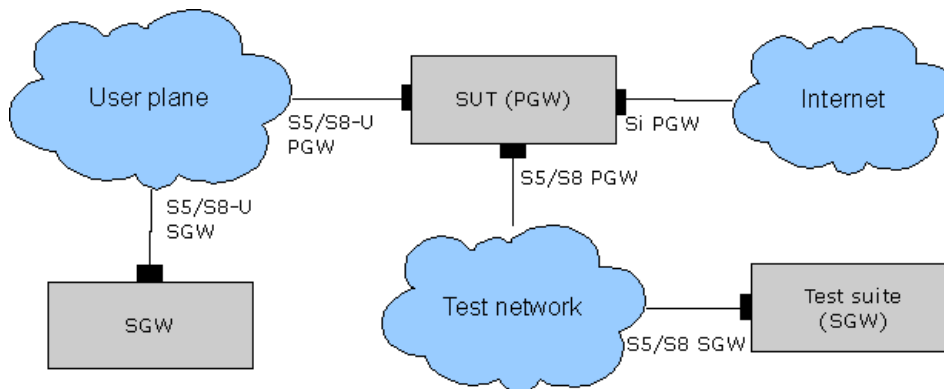 User plane
SUT (PGW)
Internet
S5/S8-U
PGW
Si PGW
S5/S8 PGW
S5/S8-U
SGW
SGW
Test network
Test suite
(SGW)
S5/S8 SGW